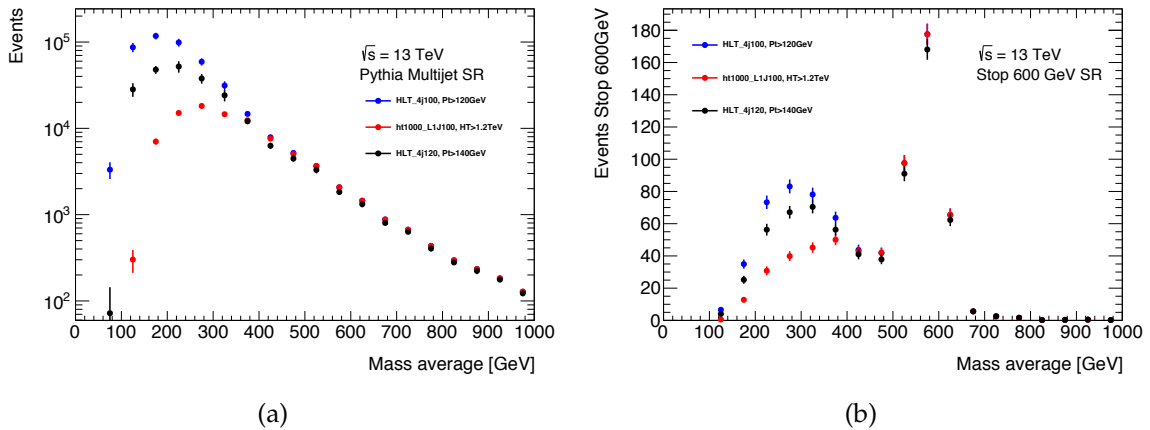 Events
10^5
10^4
10^3
10^2
√s = 13 TeV
Pythia Multijet SR
HLT_4j100, Pt>120GeV
ht1000_L1J100, HT>1.2TeV
HLT_4j120, Pt>140GeV
0 100 200 300 400 500 600 700 800 900 1000
Mass average [GeV]
(a)
Events Stop 600GeV
180
160
140
120
100
80
60
40
20
0
HLT_4j100, Pt>120GeV
ht1000_L1J100, HT>1.2TeV
HLT_4j120, Pt>140GeV
√s = 13 TeV
Stop 600 GeV SR
0 100 200 300 400 500 600 700 800 900 1000
Mass average [GeV]
(b)